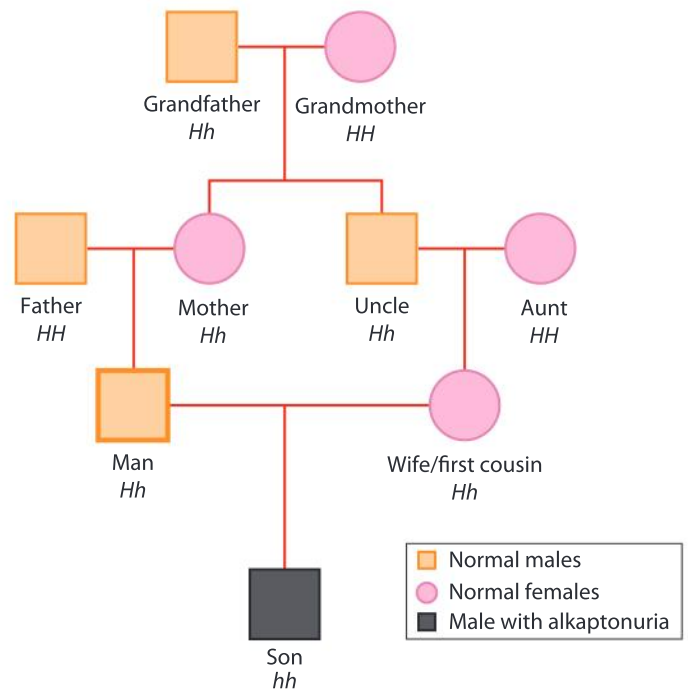 Grandfather
Hh
Grandmother
HH
Father
HH
Mother
Hh
Uncle
Hh
Aunt
HH
Man
Hh
Wife/first cousin
Hh
Normal males
Normal females
Male with alkaptonuria
Son
hh